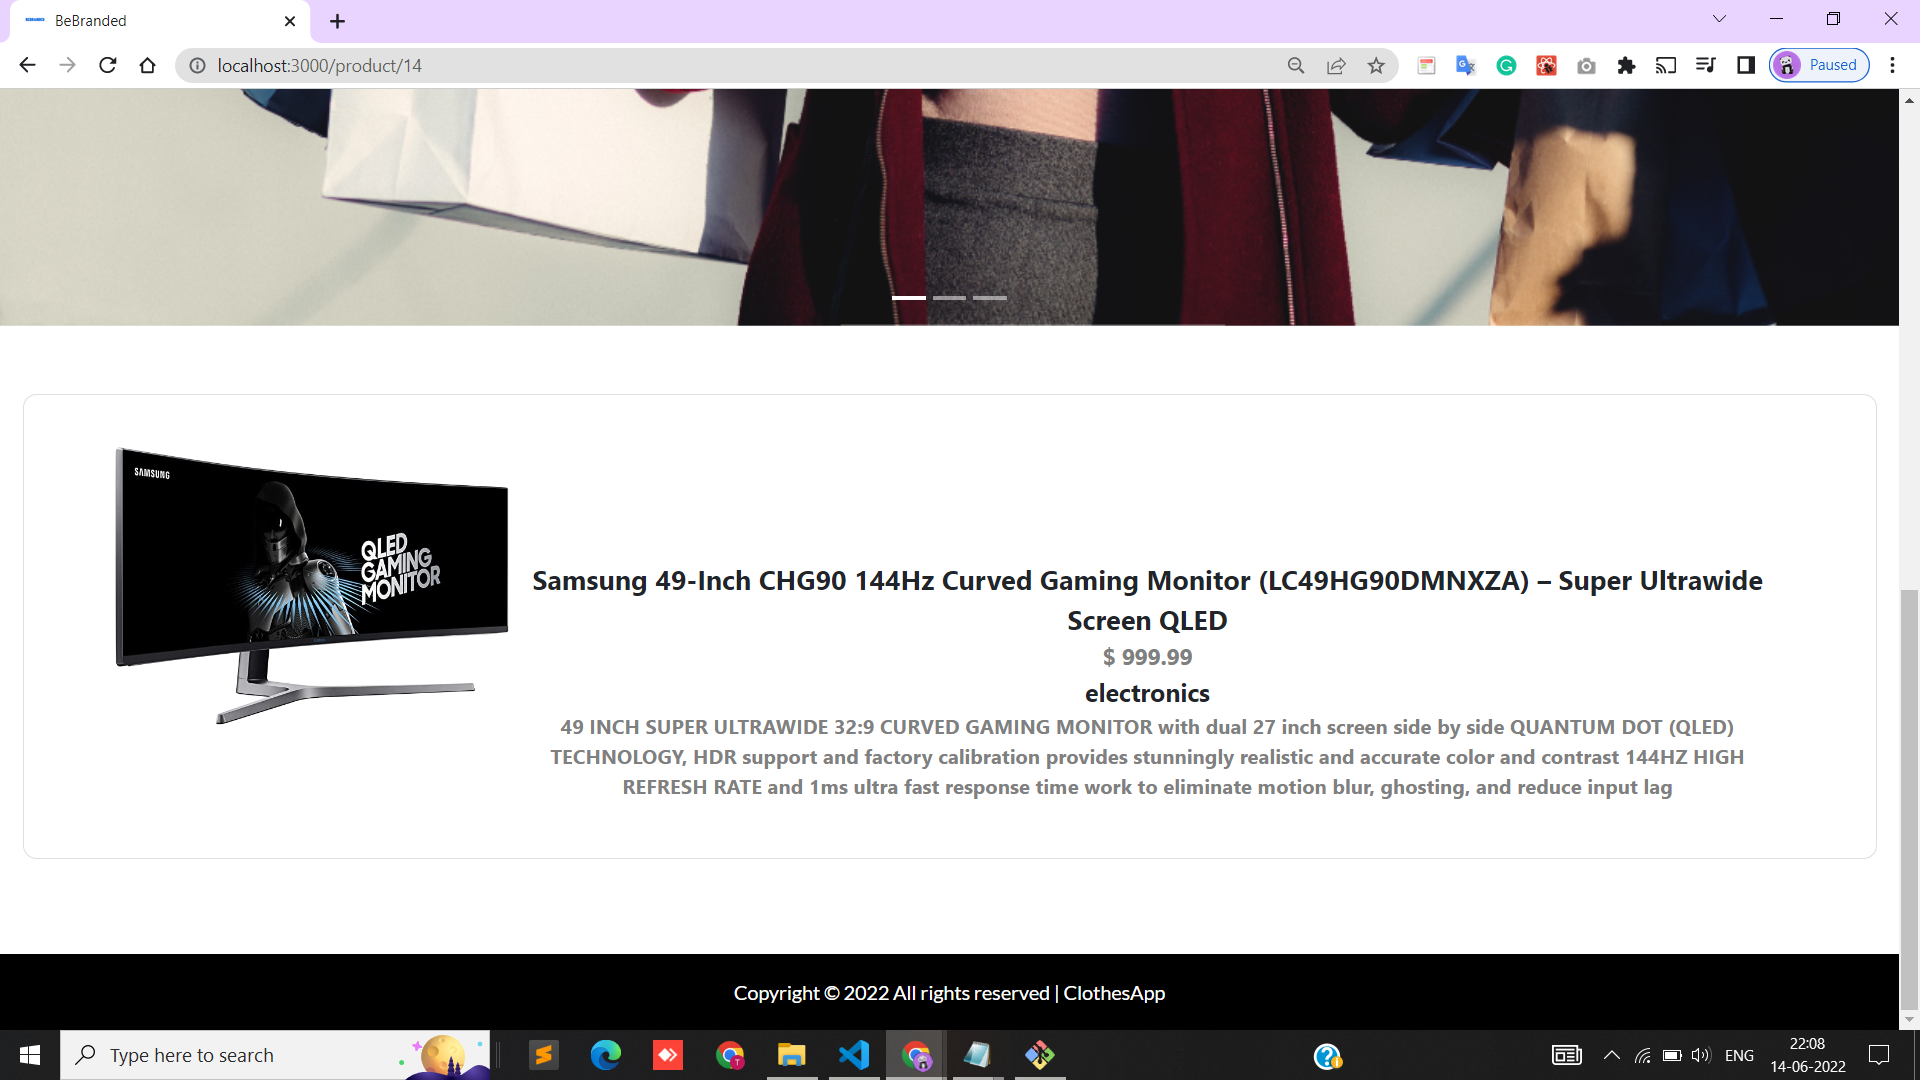 BeBranded
localhost:3000/product/14
Paused
SAMSUNG
QLED
GAMING
MONITOR
Samsung 49-Inch CHG90 144Hz Curved Gaming Monitor (LC49HG90DMNXZA) – Super Ultrawide
Screen QLED
$ 999.99
electronics
49 INCH SUPER ULTRAWIDE 32:9 CURVED GAMING MONITOR with dual 27 inch screen side by side QUANTUM DOT (QLED)
TECHNOLOGY, HDR support and factory calibration provides stunningly realistic and accurate color and contrast 144HZ HIGH
REFRESH RATE and 1ms ultra fast response time work to eliminate motion blur, ghosting, and reduce input lag
Copyright © 2022 All rights reserved | ClothesApp
Type here to search
ENG
22:08
14-06-2022